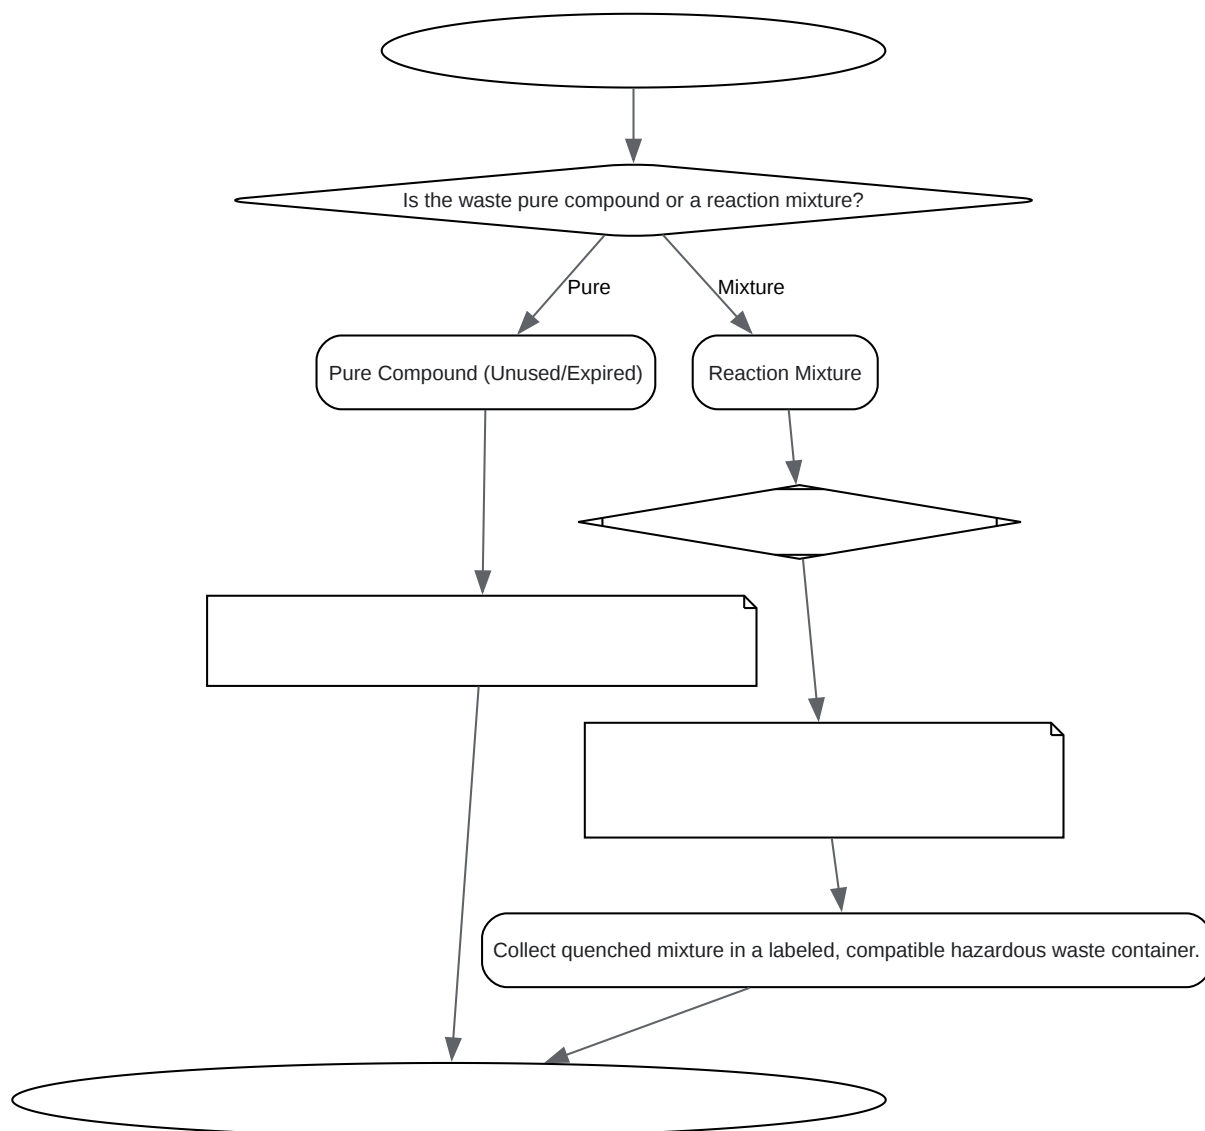 Is the waste pure compound or a reaction mixture?
Pure
Mixture
Pure Compound (Unused/Expired)
Reaction Mixture
Collect quenched mixture in a labeled, compatible hazardous waste container.